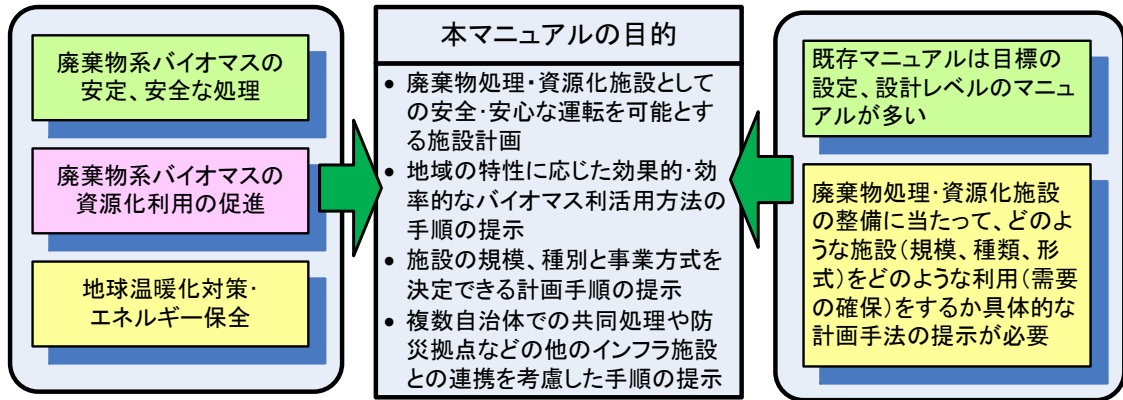 廃棄物系バイオマスの
安定、安全な処理
廃棄物系バイオマスの
資源化利用の促進
地球温暖化対策・
エネルギー保全
本マニュアルの目的
• 廃棄物処理・資源化施設とし
ての安全・安心な運転を可能とす
る施設計画
• 地域の特性に応じた効果的・効
率的なバイオマス利活用方法の
手順の提示
• 施設の規模、種別と事業方式を
決定できる計画手順の提示
• 複数自治体での共同処理や防
災拠点などの他のインフラ施設
との連携を考慮した手順の提示
既存マニュアルは目標の
設定、設計レベルのマニュ
アルが多い
廃棄物処理・資源化施設
の整備に当たって、どのよ
うな施設(規模、種類、形
式)をどのような利用(需要
の確保)をするか具体的な
計画手法の提示が必要